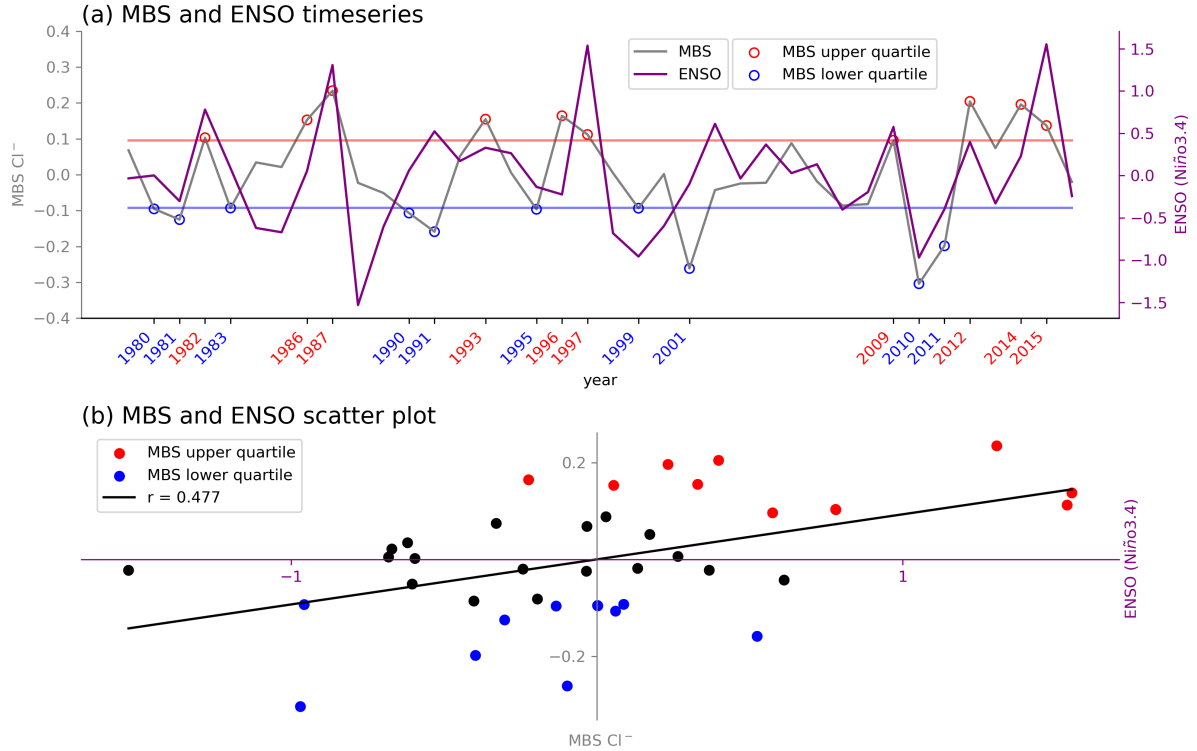 (a) MBS and ENSO timeseries
0.4
0.3
0.2
0.1
0.0
−0.1
−0.2
−0.3
−0.4
MBS Cl⁻
MBS
ENSO
MBS upper quartile
MBS lower quartile
1.5
1.0
0.5
0.0
−0.5
−1.0
−1.5
ENSO (Niño3.4)
1980
1981
1982
1983
1986
1987
1990
1991
1993
1995
1996
1997
1999
2001
2009
2010
2011
2012
2014
2015
year
(b) MBS and ENSO scatter plot
MBS upper quartile
MBS lower quartile
r = 0.477
0.2
−0.2
−1
1
ENSO (Niño3.4)
MBS Cl⁻